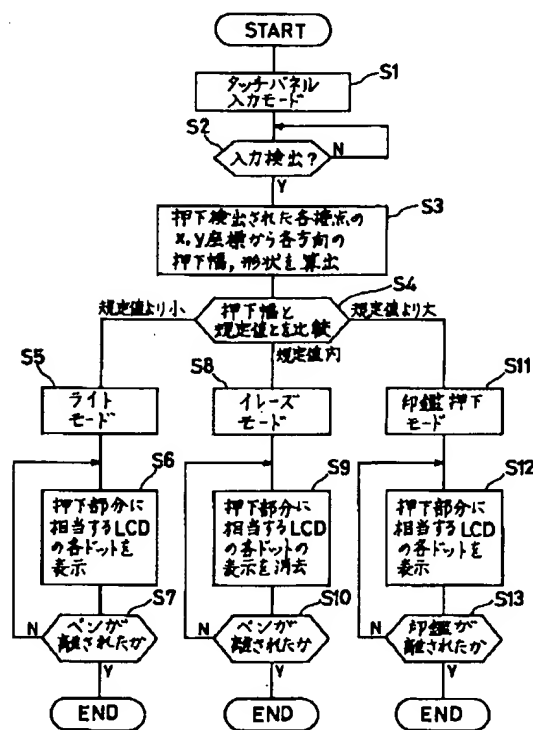 START
S1
タッチパネル
入力モード
S2
入力検出?
N
Y
S3
押下検出された各接点の
x,y座標から各方向の
押下幅,形状を算出
S4
規定値より小
押下幅と
規定値とを比較
規定値より大
規定値内
S5
ライト
モード
S8
イレーズモード
S11
印鑑押下
モード
S6
押下部分に
相当するLCD
の各ドットを
表示
S9
押下部分に
相当するLCD
の各ドットの
表示を消去
S12
押下部分に
相当するLCD
の各ドットを
表示
S7
N
ペンが
離されたか
Y
S10
N
ペンが
離されたか
Y
S13
N
印鑑が
離されたか
Y
END
END
END